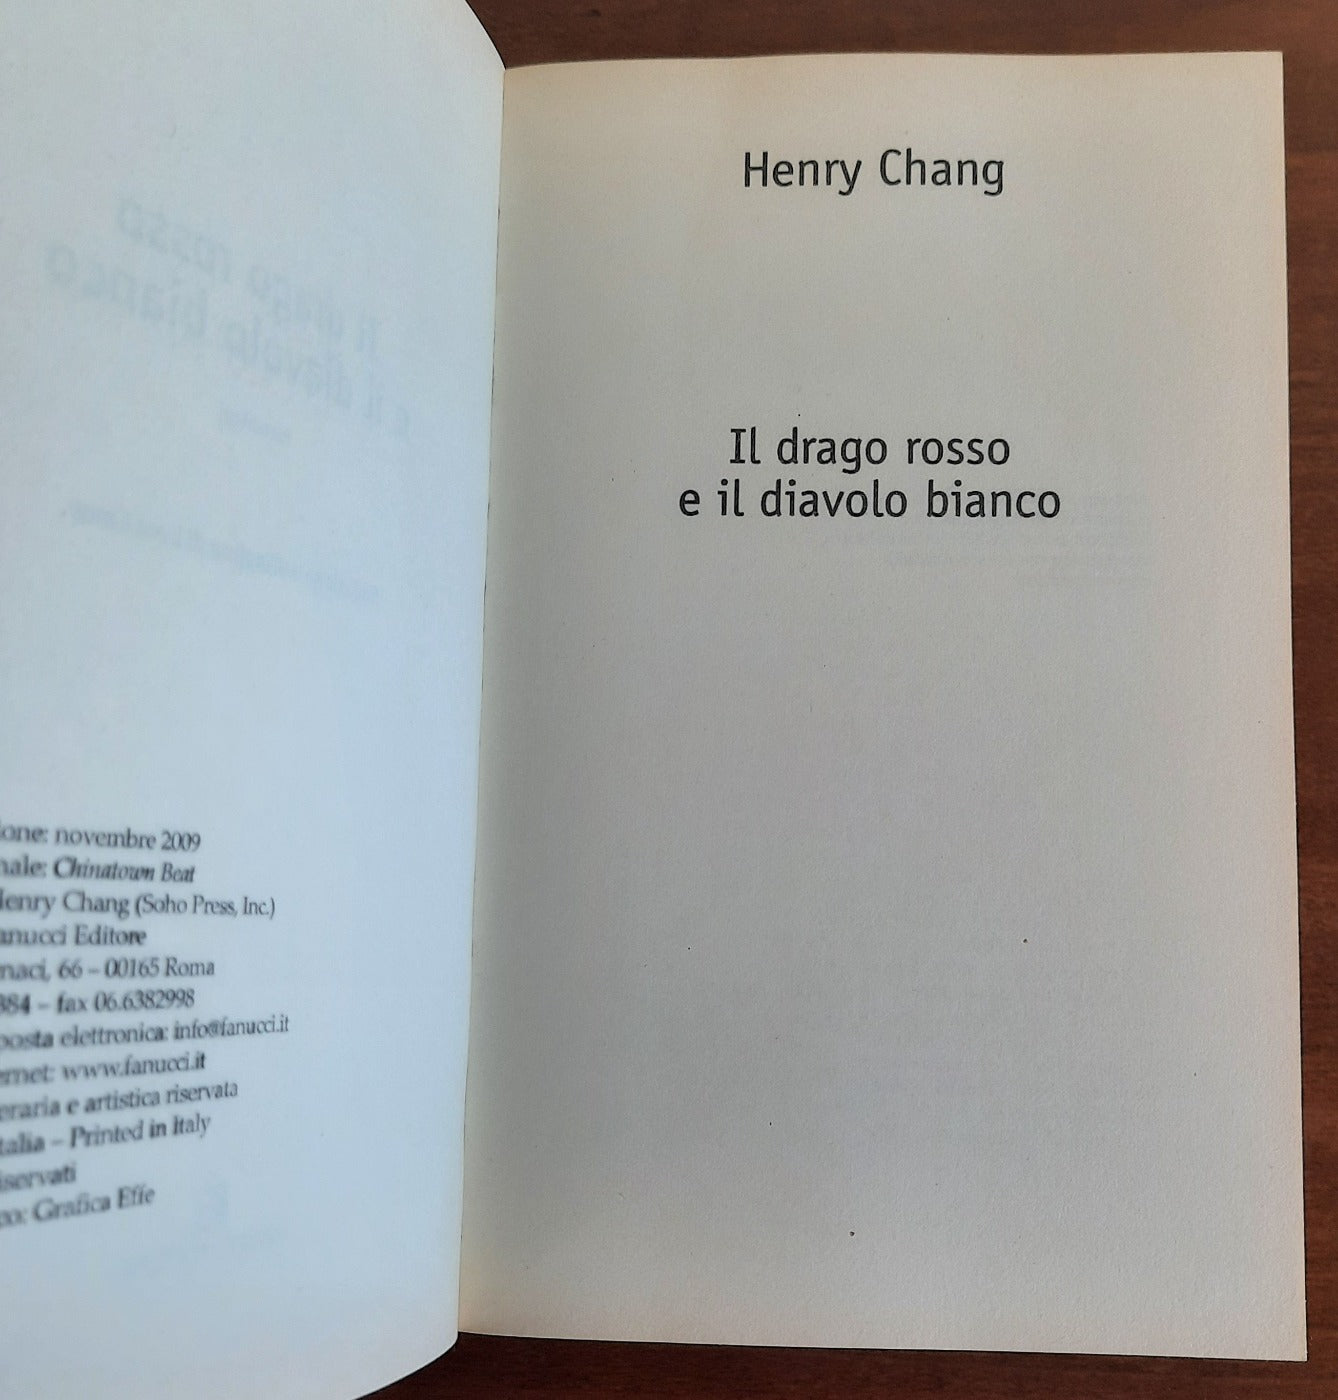 ione: novembre 2009
nale: Chinatown Beat
Henry Chang (Soho Press, Inc.)
anucci Editore
naci, 66 – 00165 Roma
384 – fax 06.6382998
posta elettronica: info@fanucci.it
ernet: www.fanucci.it
eraria e artistica riservata
talia – Printed in Italy
iservati
po: Grafica Effe
Henry Chang
Il drago rosso
e il diavolo bianco